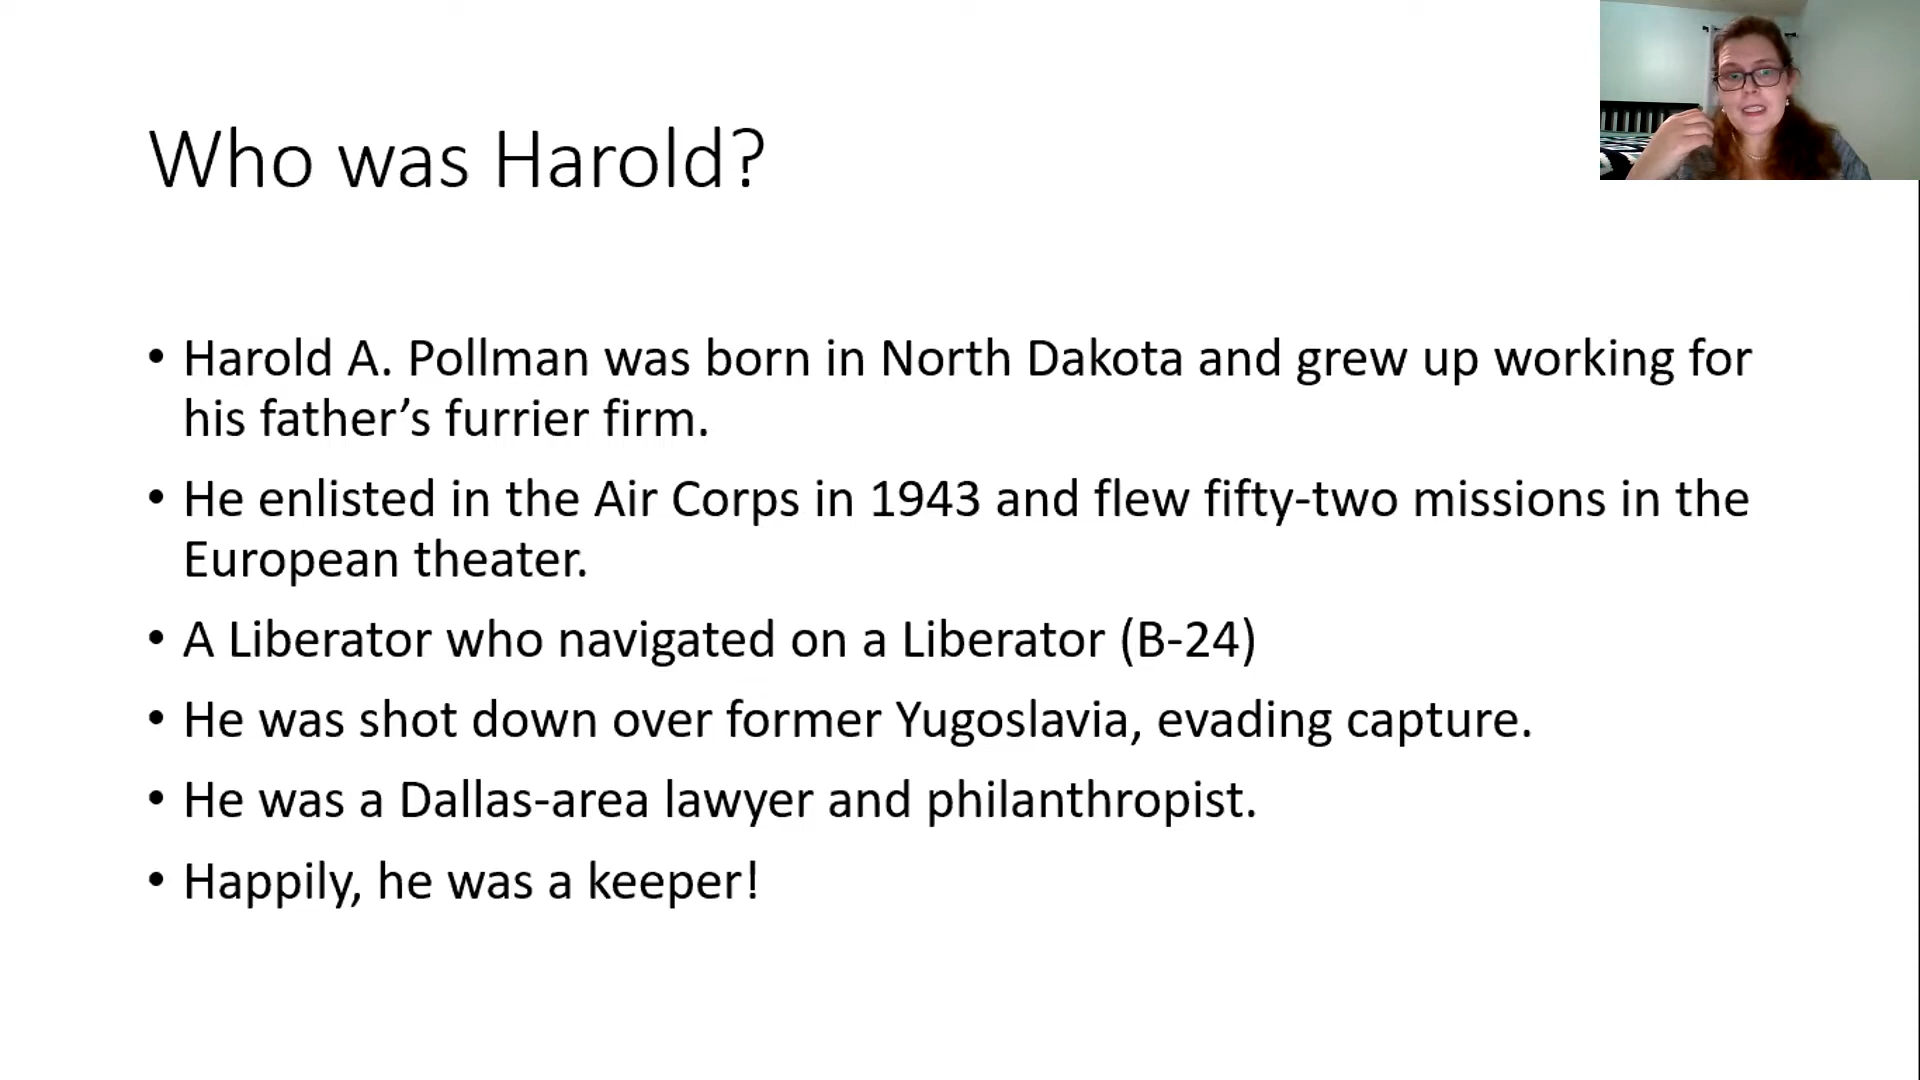 Who was Harold?
• Harold A. Pollman was born in North Dakota and grew up working for
his father’s furrier firm.
• He enlisted in the Air Corps in 1943 and flew fifty-two missions in the
European theater.
• A Liberator who navigated on a Liberator (B-24)
• He was shot down over former Yugoslavia, evading capture.
• He was a Dallas-area lawyer and philanthropist.
• Happily, he was a keeper!